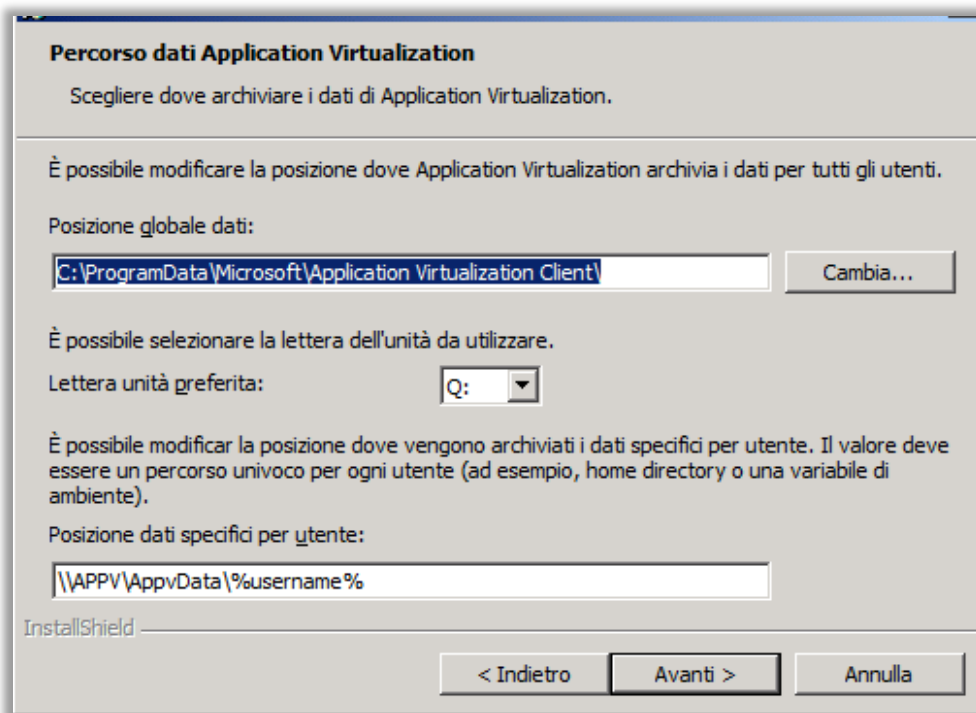 Percorso dati Application Virtualization
Scegliere dove archiviare i dati di Application Virtualization.
È possibile modificare la posizione dove Application Virtualization archivia i dati per tutti gli utenti.
Posizione globale dati:
C:\ProgramData\Microsoft\Application Virtualization Client\
Cambia...
È possibile selezionare la lettera dell'unità da utilizzare.
Lettera unità preferita:
Q:
È possibile modificar la posizione dove vengono archiviati i dati specifici per utente. Il valore deve
essere un percorso univoco per ogni utente (ad esempio, home directory o una variabile di
ambiente).
Posizione dati specifici per utente:
\\APPV\AppvData\%username%
InstallShield
< Indietro
Avanti >
Annulla